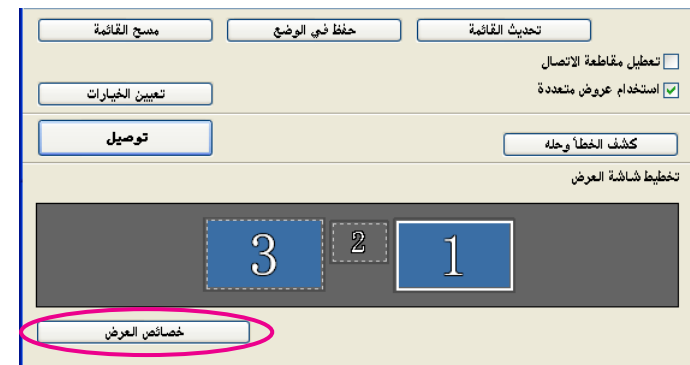 تحديث القائمة
حفظ في الوضع
مسح القائمة
تعطيل مقاطعة الاتصال
استخدام عروض متعددة
تعيين الخيارات
توصيل
كشف الخطأ وحله
تخطيط شاشة العرض
1
2
3
خصائص العرض